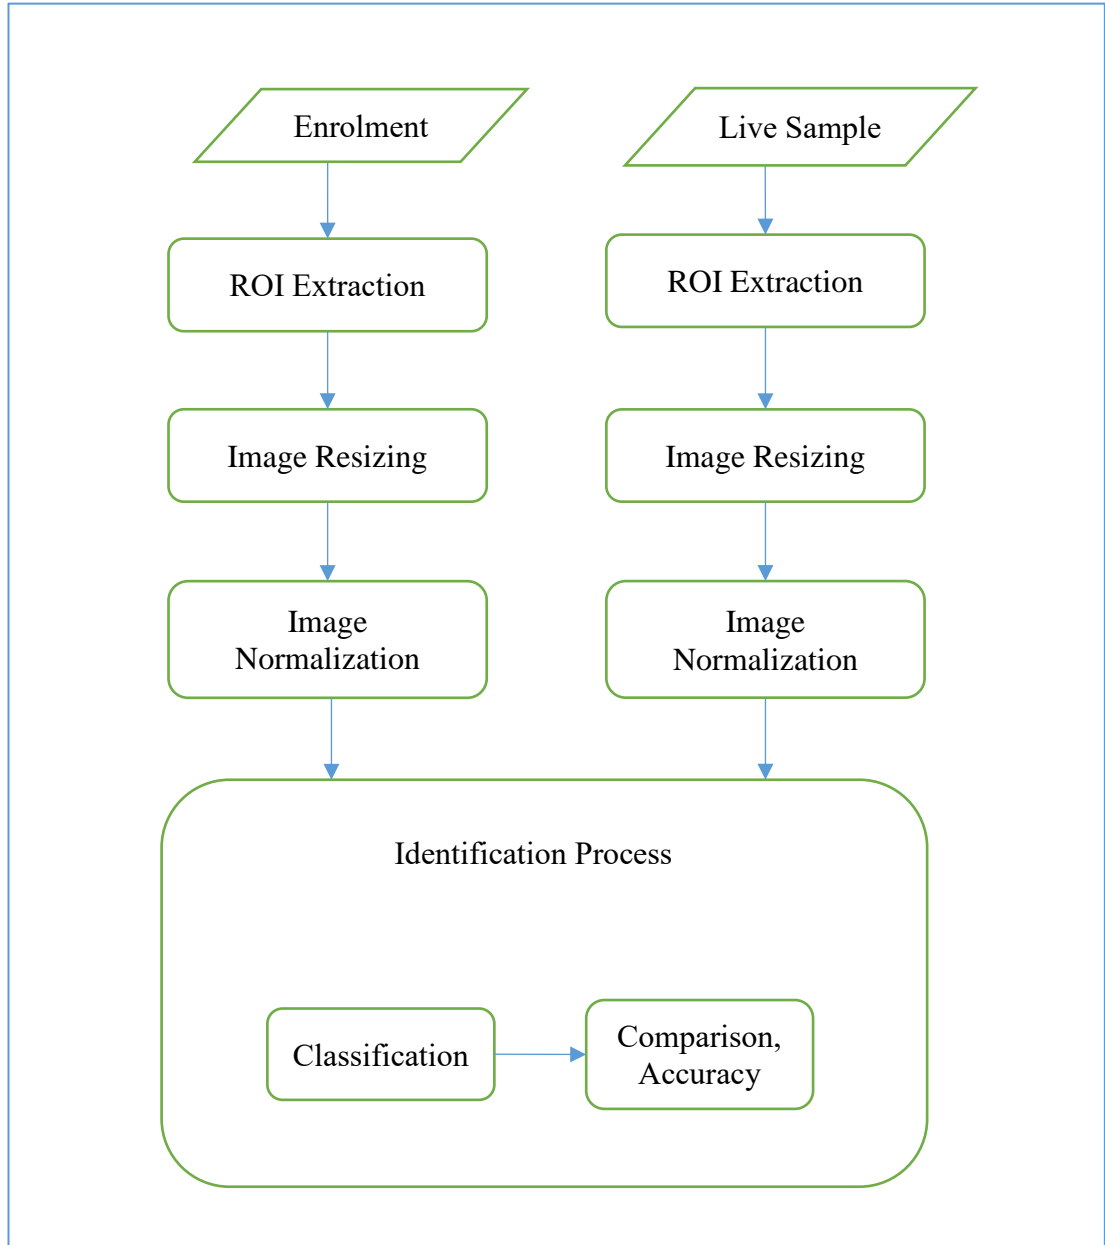 Enrolment
Live Sample
ROI Extraction
ROI Extraction
Image Resizing
Image Resizing
Image
Normalization
Image
Normalization
Identification Process
Classification
Comparison,
Accuracy